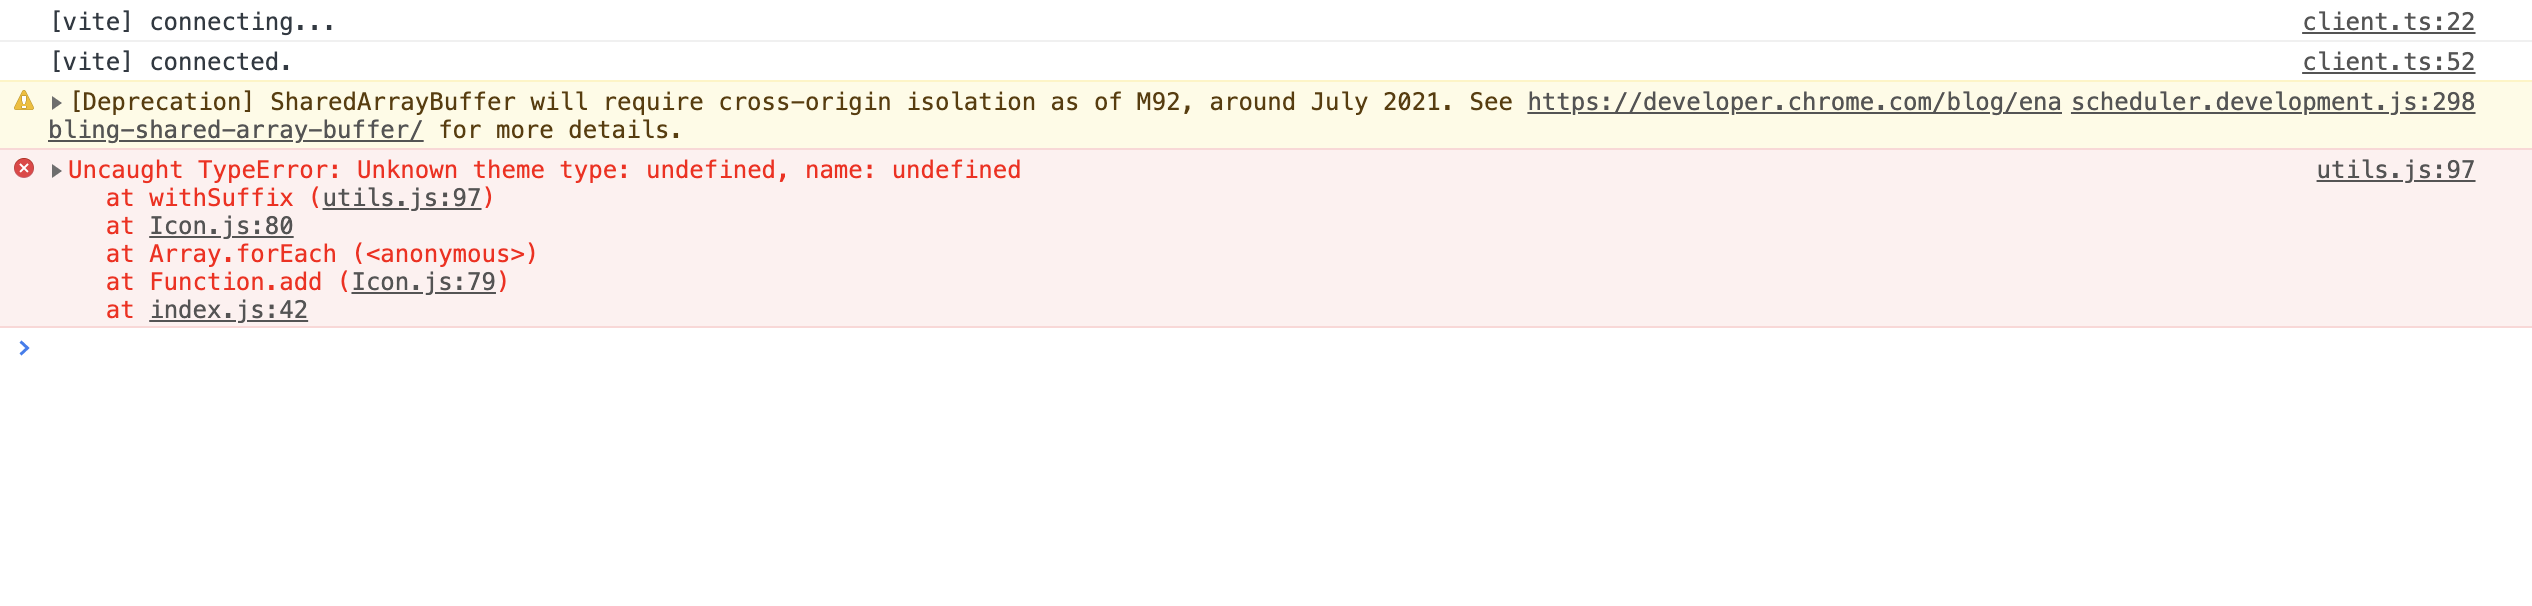 [vite] connecting... client.ts:22
[vite] connected. client.ts:52
[Deprecation] SharedArrayBuffer will require cross-origin isolation as of M92, around July 2021. See https://developer.chrome.com/blog/ena scheduler.development.js:298
bling-shared-array-buffer/ for more details.
Uncaught TypeError: Unknown theme type: undefined, name: undefined utils.js:97
at withSuffix (utils.js:97)
at Icon.js:80
at Array.forEach (<anonymous>)
at Function.add (Icon.js:79)
at index.js:42